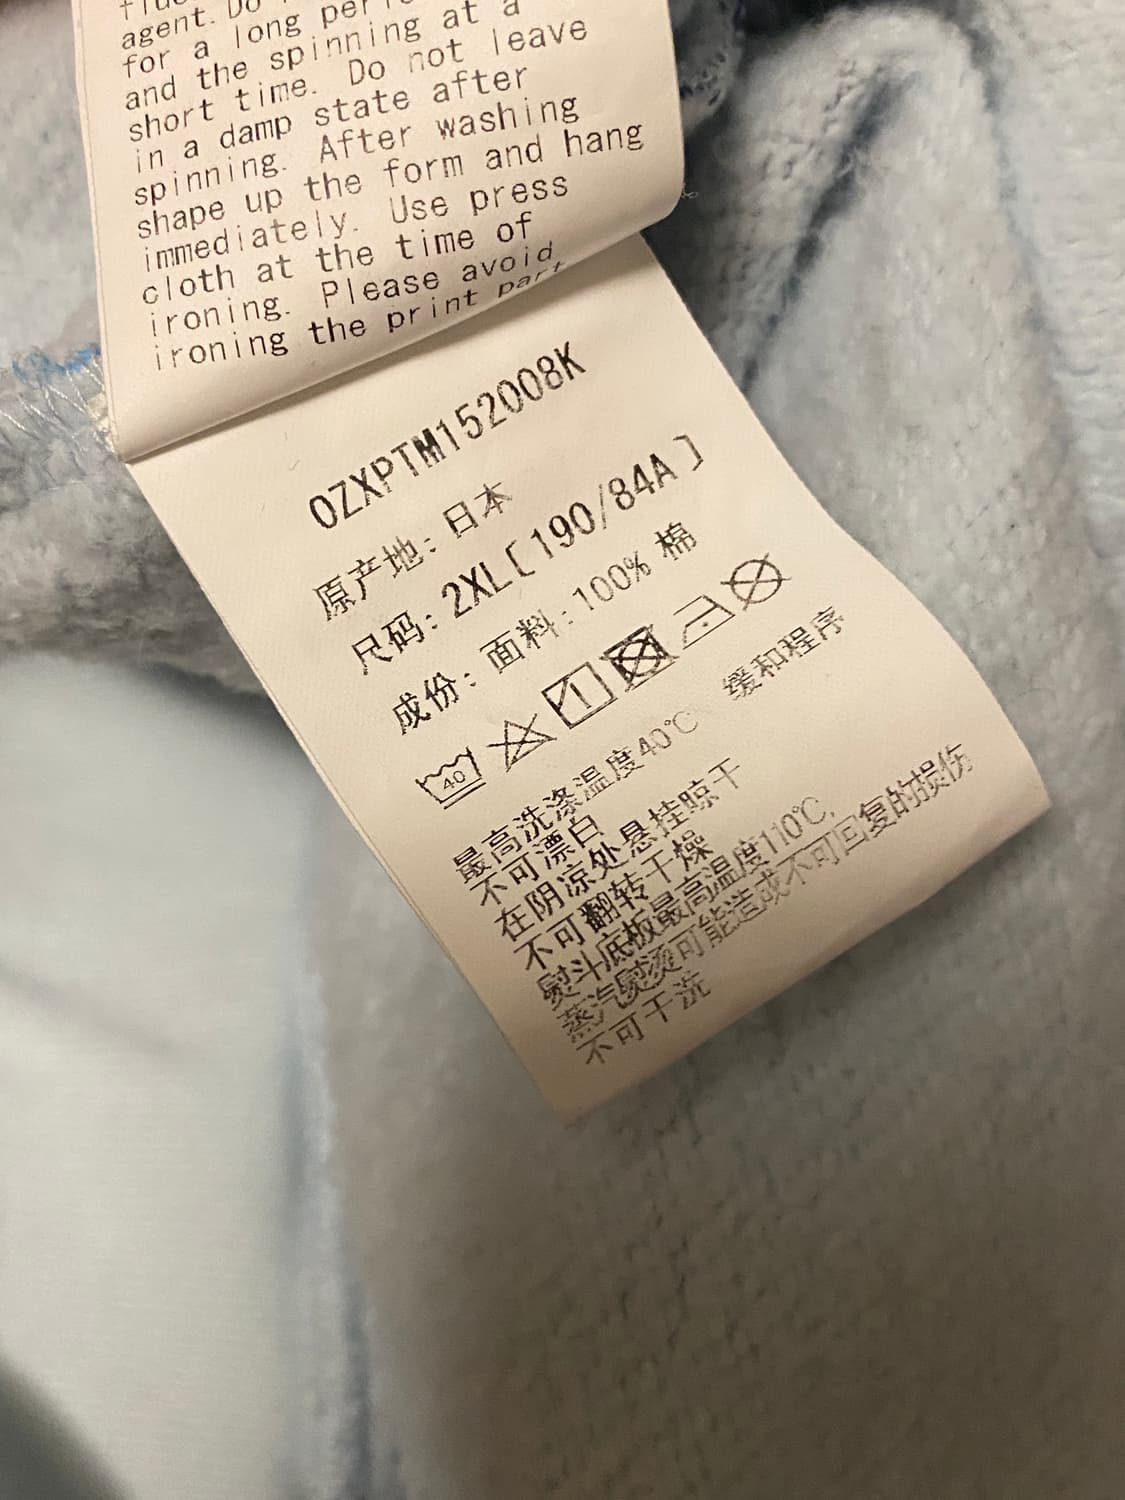 agent. Do
for a long per
and the spinning at a
short time. Do not leave
in a damp state after
spinning. After washing
shape up the form and hang
immediately. Use press
cloth at the time of
ironing. Please avoid
ironing the print part
OZXPTM152008K
原产地: 日本
尺码: 2XL[190/84A]
成份: 面料:100% 棉
40
最高洗涤温度40℃ 缓和程序
不可漂白
在阴凉处悬挂晾干
不可翻转干燥
熨斗底板最高温度110℃,
蒸汽熨烫可能造成不可回复的损伤
不可干洗